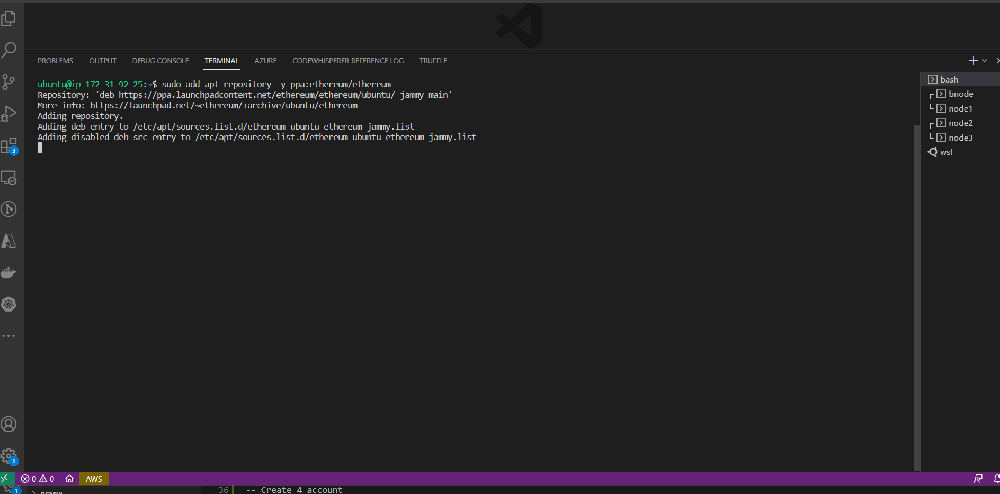 PROBLEMS OUTPUT DEBUG CONSOLE TERMINAL AZURE CODEWHISPERER REFERENCE LOG TRUFFLE
ubuntu@ip-172-31-92-25:~$ sudo add-apt-repository -y ppa:ethereum/ethereum
Repository: 'deb https://ppa.launchpadcontent.net/ethereum/ethereum/ubuntu/ jammy main'
More info: https://launchpad.net/~ethereum/+archive/ubuntu/ethereum
Adding repository.
Adding deb entry to /etc/apt/sources.list.d/ethereum-ubuntu-ethereum-jammy.list
Adding disabled deb-src entry to /etc/apt/sources.list.d/ethereum-ubuntu-ethereum-jammy.list
bash
bnode
node1
node2
node3
wsl
3
1
0 0 AWS
1
REMIX
36 -- Create 4 account